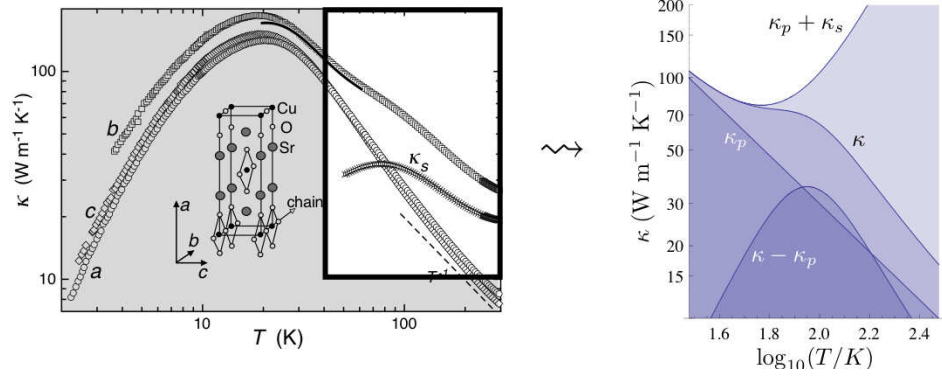 κ (W m⁻¹ K⁻¹)
100
10
b
c
a
Cu
O
Sr
chain
a
b
c
κₛ
T⁻¹
10
100
T (K)
κ (W m⁻¹ K⁻¹)
200
150
100
70
50
30
20
15
κₚ + κₛ
κₚ
κ
κ − κₚ
1.6
1.8
2.0
2.2
2.4
log₁₀(T/K)